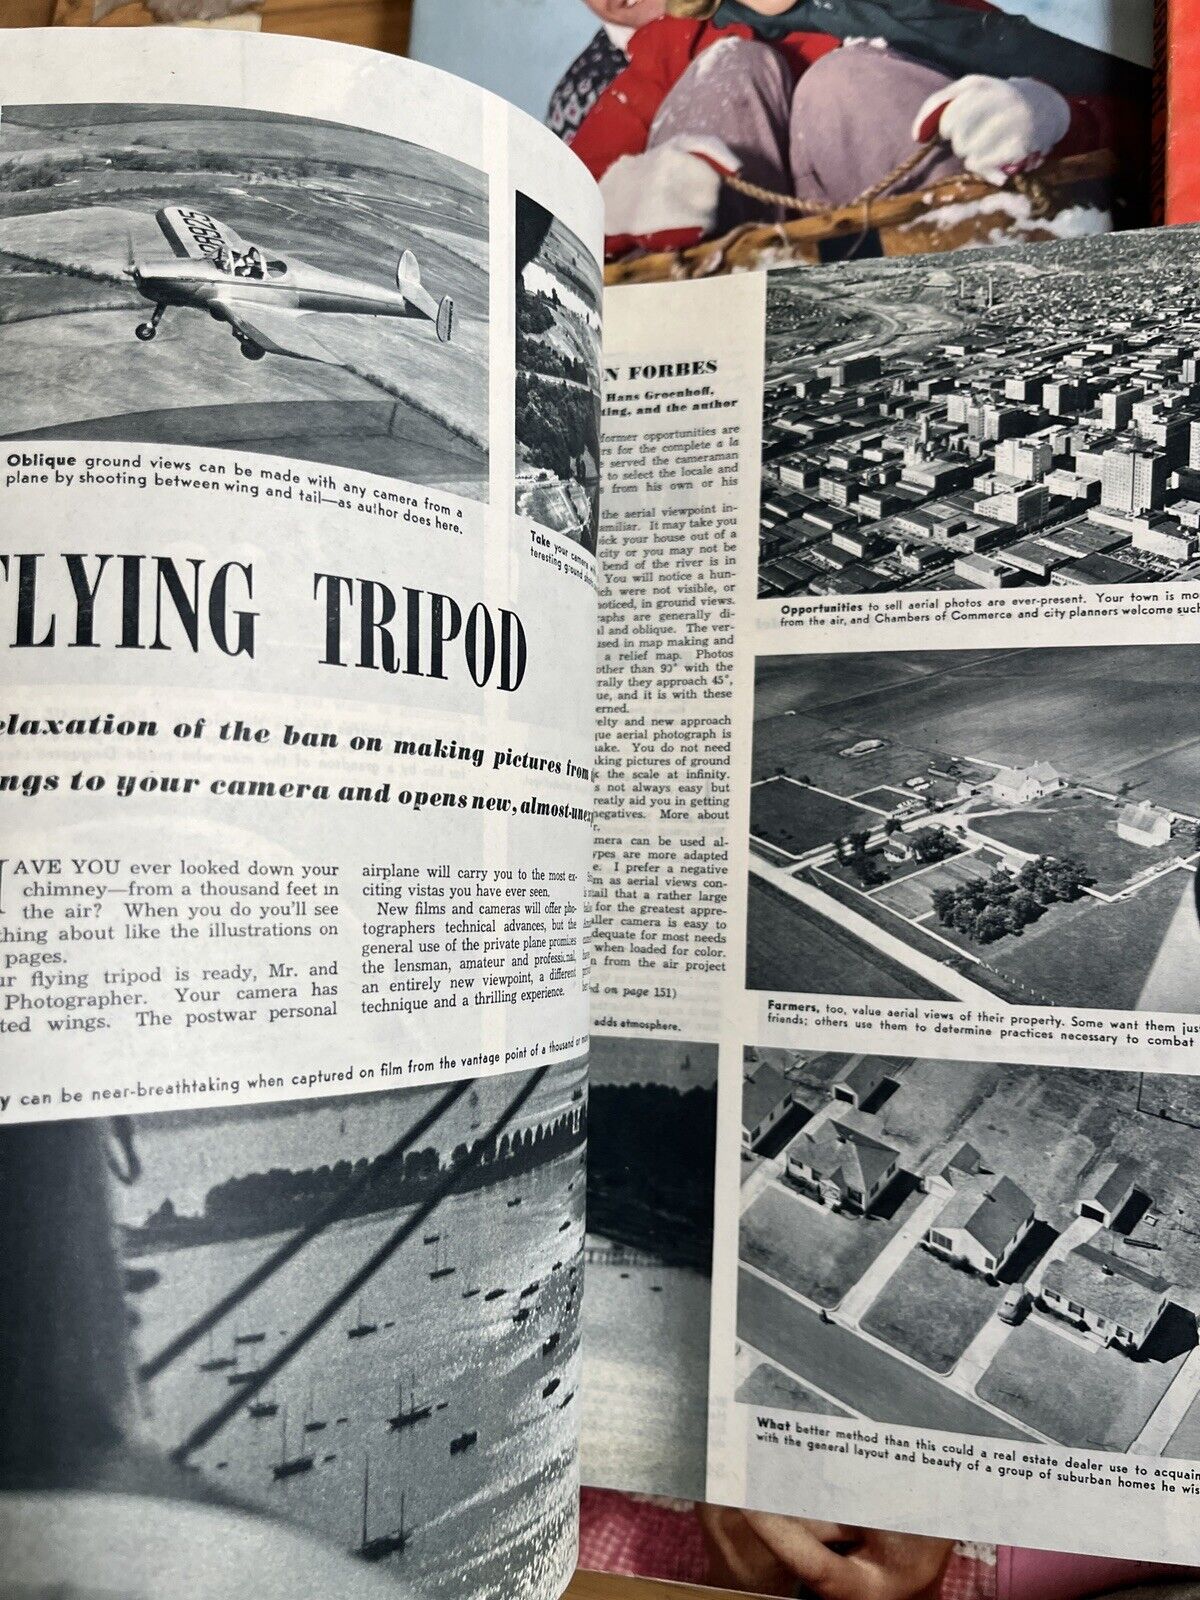 Oblique ground views can be made with any camera from a
plane by shooting between wing and tail—as author does here.
Take your camera
teresting ground
FLYING TRIPOD
elaxation of the ban on making pictures from
ngs to your camera and opens new, almost-unex
AVE YOU ever looked down your
chimney—from a thousand feet in
the air? When you do you'll see
thing about like the illustrations on
pages.
ur flying tripod is ready, Mr. and
Photographer. Your camera has
ted wings. The postwar personal
airplane will carry you to the most ex-
citing vistas you have ever seen.
New films and cameras will offer pho-
tographers technical advances, but the
general use of the private plane promises
the lensman, amateur and professional,
an entirely new viewpoint, a different
technique and a thrilling experience.
y can be near-breathtaking when captured on film from the vantage point of a thousand or mo
N FORBES
Hans Groenhoff,
ting, and the author
former opportunities are
rs for the complete a la
served the cameraman
to select the locale and
s from his own or his
the aerial viewpoint in-
amiliar. It may take you
pick your house out of a
city or you may not be
bend of the river is in
You will notice a hun-
ich were not visible, or
noticed, in ground views.
raphs are generally di-
al and oblique. The ver-
used in map making and
a relief map. Photos
other than 90° with the
rally they approach 45°,
ue, and it is with these
erned.
elty and new approach
que aerial photograph is
make. You do not need
aking pictures of ground
k the scale at infinity.
s not always easy but
reatly aid you in getting
negatives. More about
r.
mera can be used al-
ypes are more adapted
e. I prefer a negative
m as aerial views con-
tail that a rather large
for the greatest appre-
aller camera is easy to
dequate for most needs
when loaded for color.
n from the air project
ed on page 151)
adds atmosphere.
Opportunities to sell aerial photos are ever-present. Your town is mo
from the air, and Chambers of Commerce and city planners welcome such
Farmers, too, value aerial views of their property. Some want them jus
friends; others use them to determine practices necessary to combat
What better method than this could a real estate dealer use to acquain
with the general layout and beauty of a group of suburban homes he wis